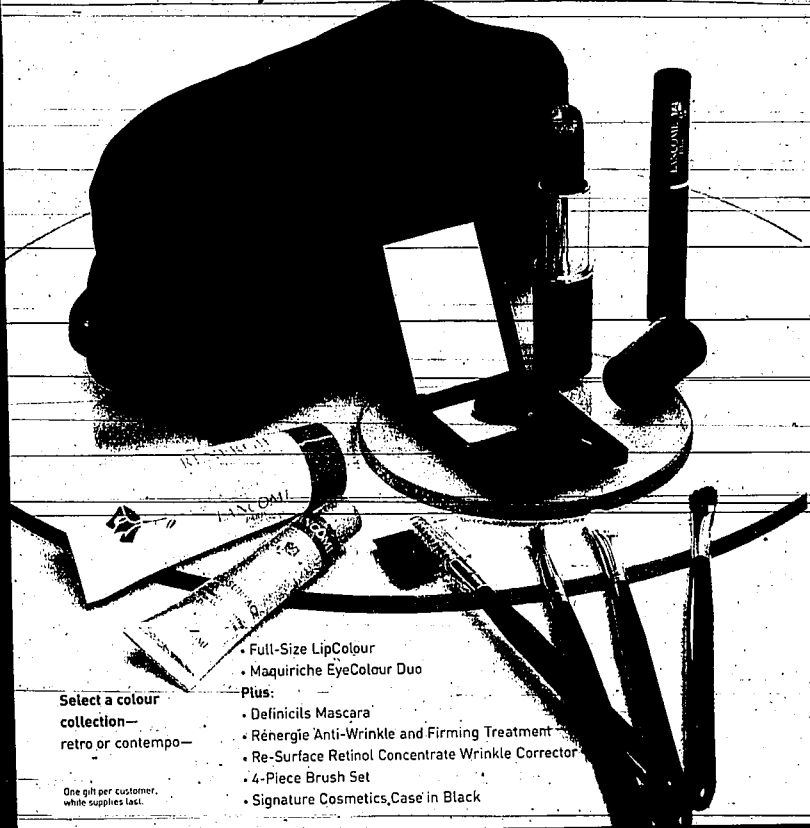 LANCOME
RÉNERGIE
LANCOME
• Full-Size LipColour
• Maquiriche EyeColour Duo
Plus:
• Definicils Mascara
• Rénergie Anti-Wrinkle and Firming Treatment
• Re-Surface Retinol Concentrate Wrinkle Corrector
• 4-Piece Brush Set
• Signature Cosmetics Case in Black
Select a colour
collection—
retro or contempo—
One gift per customer,
while supplies last.